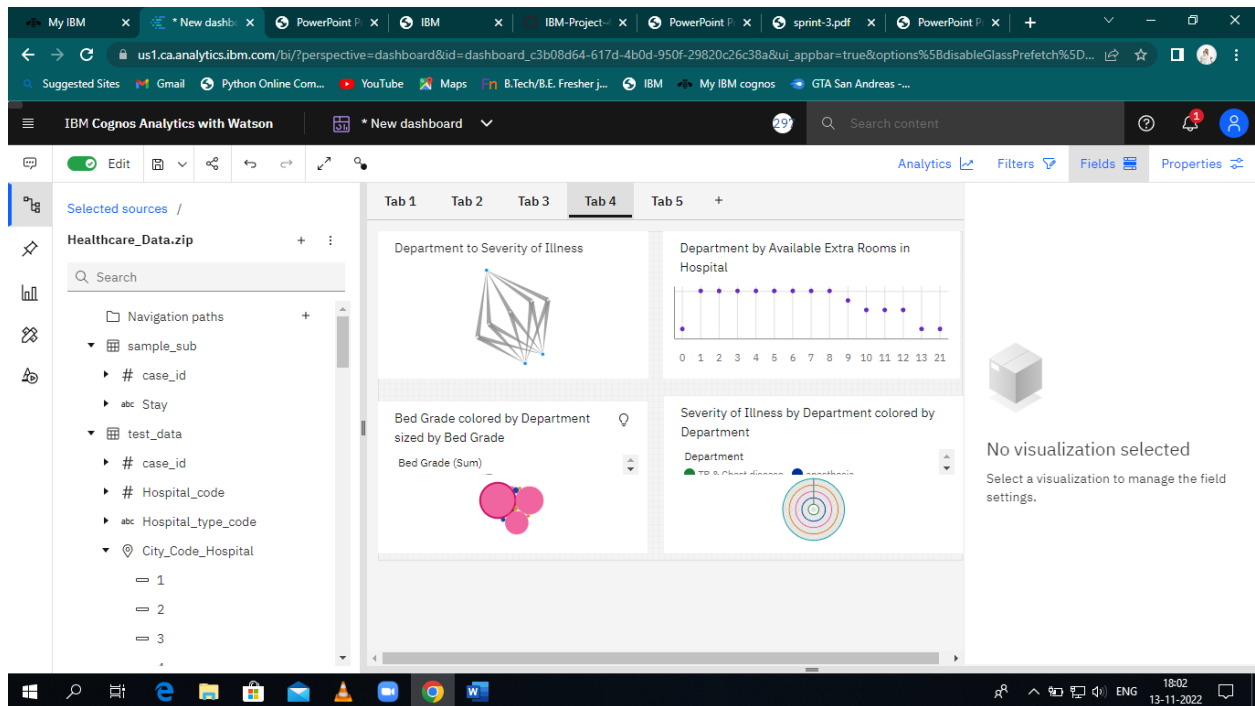 My IBM
* New dashb
PowerPoint P
IBM
IBM-Project-
PowerPoint P
sprint-3.pdf
PowerPoint P
us1.ca.analytics.ibm.com/bi/?perspective=dashboard&id=dashboard_c3b08d64-617d-4b0d-950f-29820c26c38a&ui_appbar=true&options%5BdisableGlassPrefetch%5D...
Suggested Sites
Gmail
Python Online Com...
YouTube
Maps
Fn B.Tech/B.E. Fresher j...
IBM
My IBM cognos
GTA San Andreas -...
IBM Cognos Analytics with Watson
* New dashboard
Search content
1
Edit
Analytics
Filters
Fields
Properties
Selected sources /
Healthcare_Data.zip
Search
Navigation paths
sample_sub
# case_id
abc Stay
test_data
# case_id
# Hospital_code
abc Hospital_type_code
City_Code_Hospital
1
2
3
Tab 1 Tab 2 Tab 3 Tab 4 Tab 5 +
Department to Severity of Illness
Department by Available Extra Rooms in
Hospital
0 1 2 3 4 5 6 7 8 9 10 11 12 13 21
Bed Grade colored by Department
sized by Bed Grade
Bed Grade (Sum)
Severity of Illness by Department colored by
Department
Department
TB & Chest disease anesthesia
No visualization selected
Select a visualization to manage the field
settings.
ENG
18:02
13-11-2022